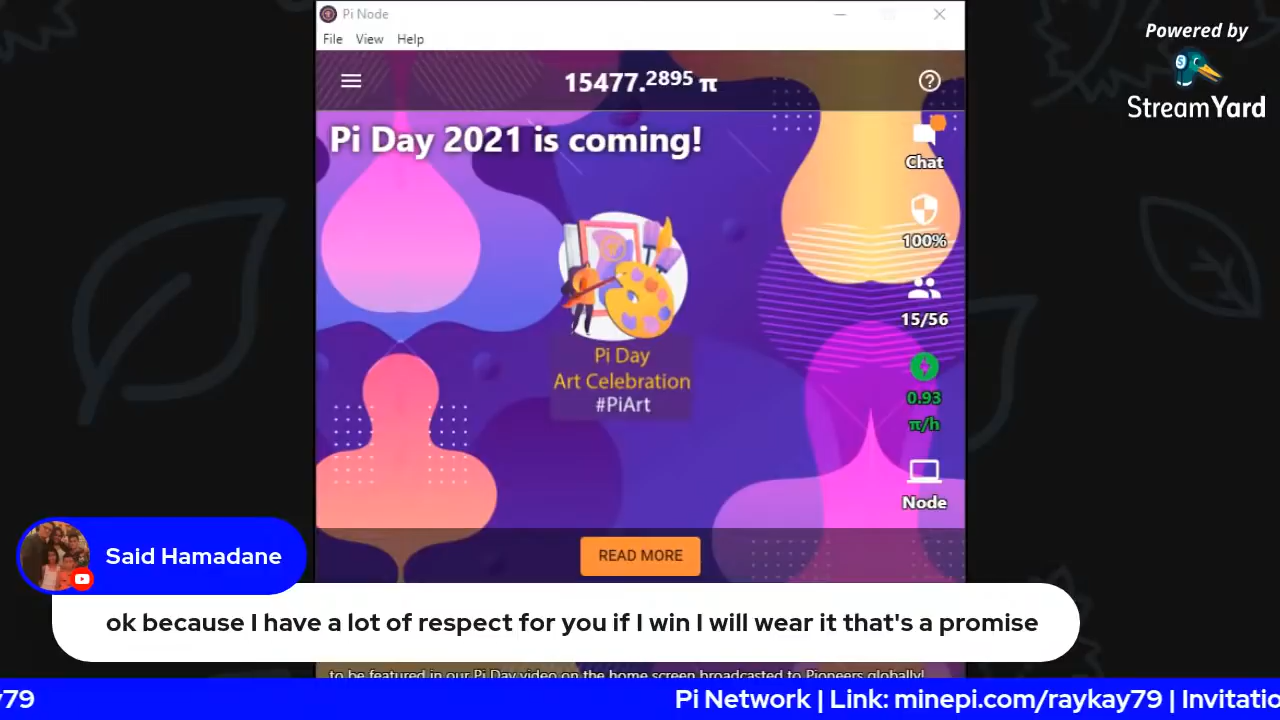 Pi Node
File View Help
15477.2895 π
Pi Day 2021 is coming!
Chat
100%
15/56
0.93
π/h
Node
Pi Day
Art Celebration
#PiArt
READ MORE
Powered by
StreamYard
Said Hamadane
ok because I have a lot of respect for you if I win I will wear it that's a promise
to be featured in our Pi Day video on the home screen broadcasted to Pioneers globally!
y79 Pi Network | Link: minepi.com/raykay79 | Invitatio